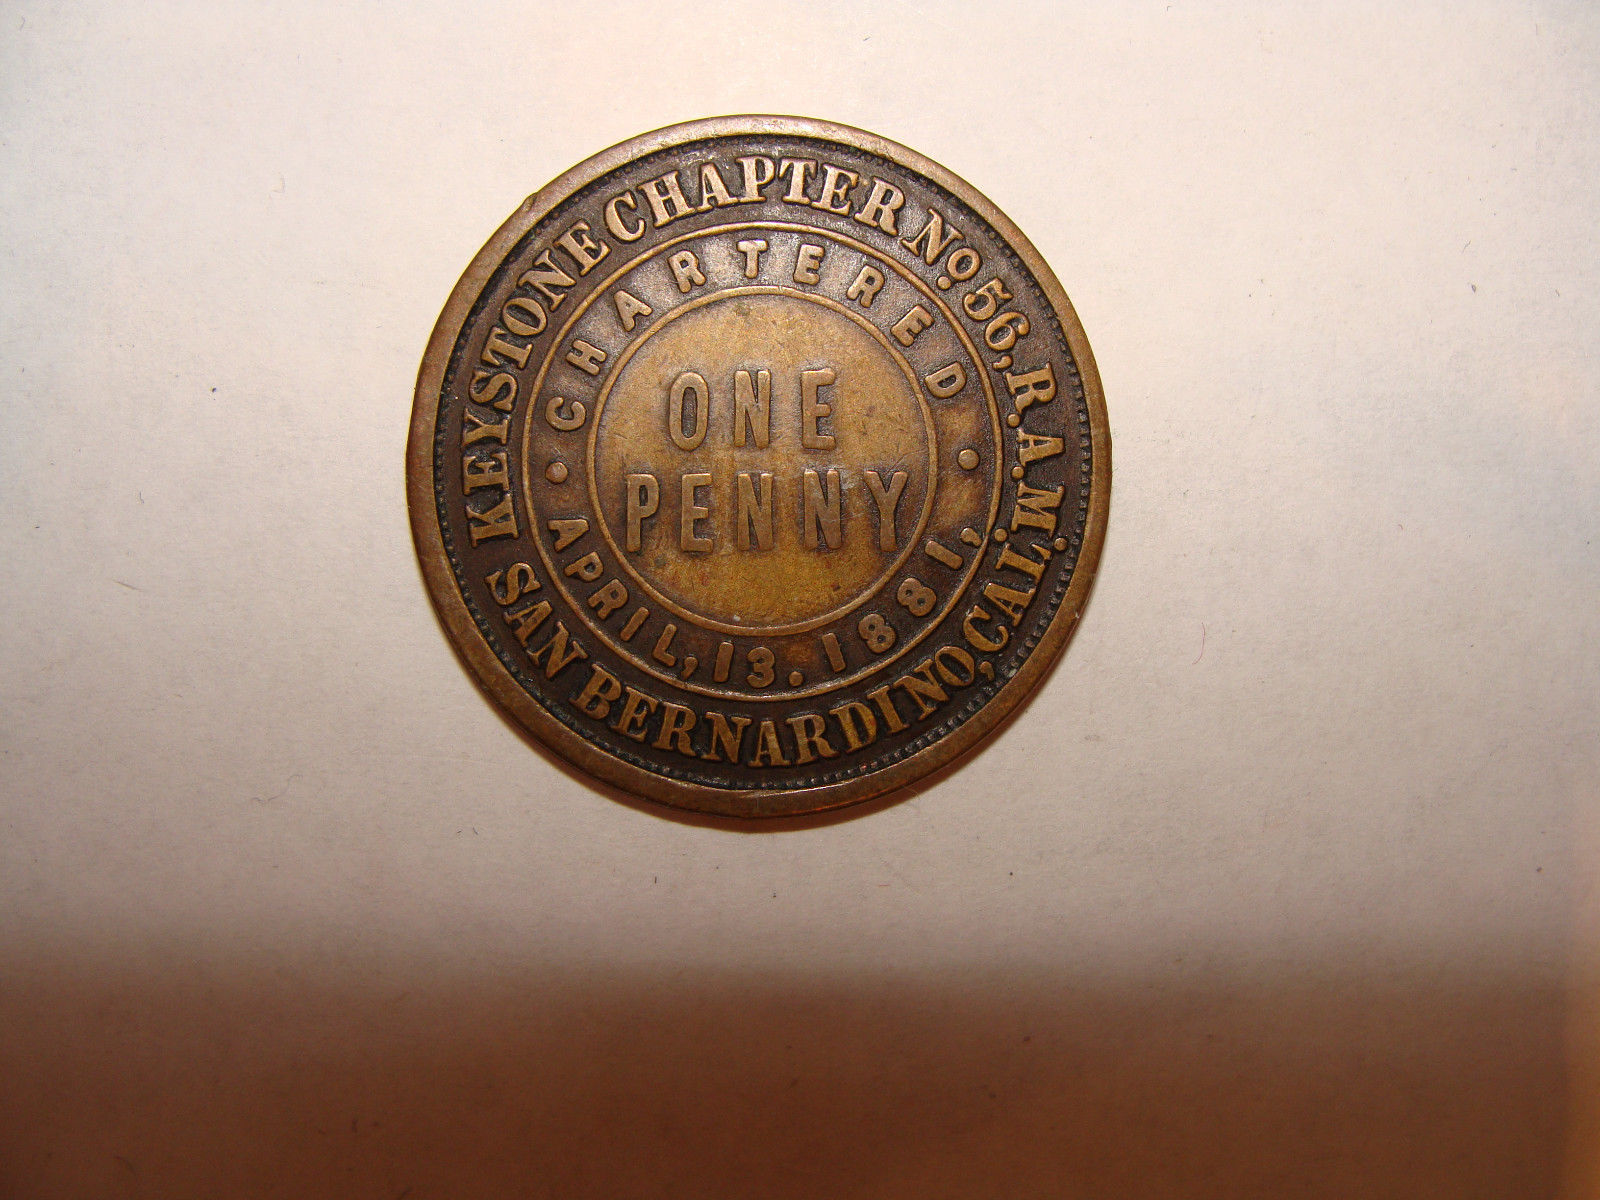 KEYSTONE CHAPTER No. 56, R.A.M.
SAN BERNARDINO, CAL.
CHARTERED
APRIL, 13. 1881,
ONE
PENNY